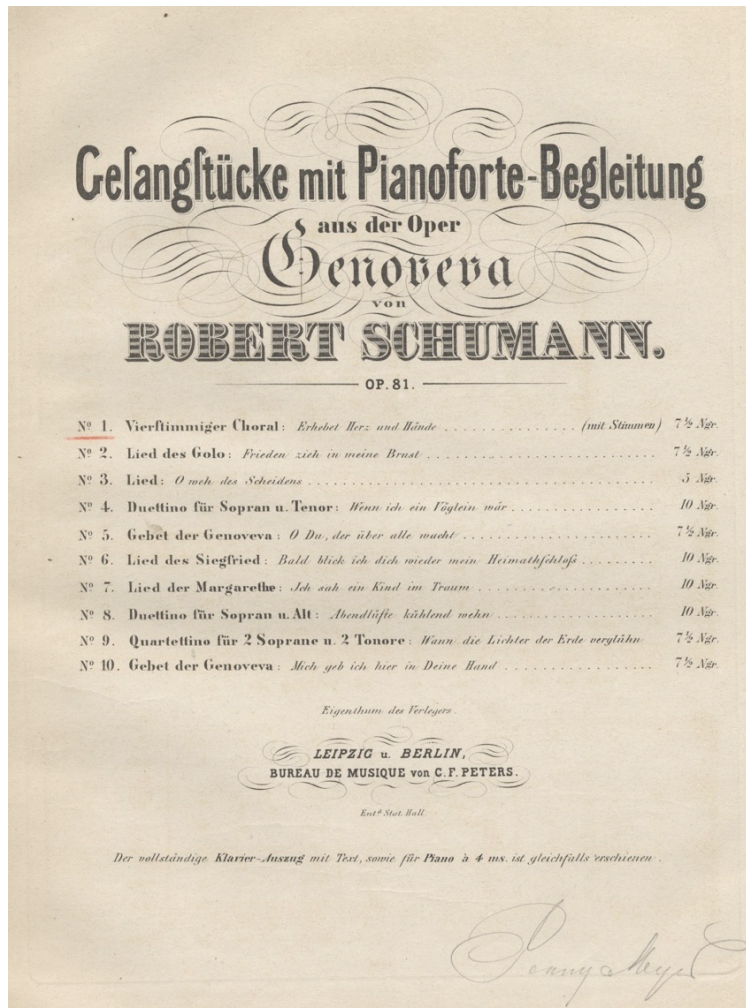 Geſangſtücke mit Pianoforte-Begleitung
aus der Oper
Genoveva
von
ROBERT SCHUMANN.
OP. 81.
Nº 1. Vierſtimmiger Choral: Erhebet Herz und Hände (mit Stimmen) 7½ Ngr.
Nº 2. Lied des Golo: Frieden zieh in meine Brust 7½ Ngr.
Nº 3. Lied: O weh des Scheidens 5 Ngr.
Nº 4. Duettino für Sopran u. Tenor: Wenn ich ein Vöglein wär 10 Ngr.
Nº 5. Gebet der Genoveva: O Du, der über alle wacht 7½ Ngr.
Nº 6. Lied des Siegfried: Bald blick ich dich wieder mein Heimathſchloſs 10 Ngr.
Nº 7. Lied der Margarethe: Jch sah ein Kind im Traum 10 Ngr.
Nº 8. Duettino für Sopran u. Alt: Abendlüfte kühlend wehn 10 Ngr.
Nº 9. Quartettino für 2 Soprane u. 2 Tonore: Wann die Lichter der Erde verglühn 7½ Ngr.
Nº 10. Gebet der Genoveva: Mich geb ich hier in Deine Hand 7½ Ngr.
Eigenthum des Verlegers.
LEIPZIG u. BERLIN,
BUREAU DE MUSIQUE von C. F. PETERS.
Entᵈ Stat. Hall
Der vollständige Klavier-Auszug mit Text, sowie für Piano à 4 ms. ist gleichfalls erschienen.